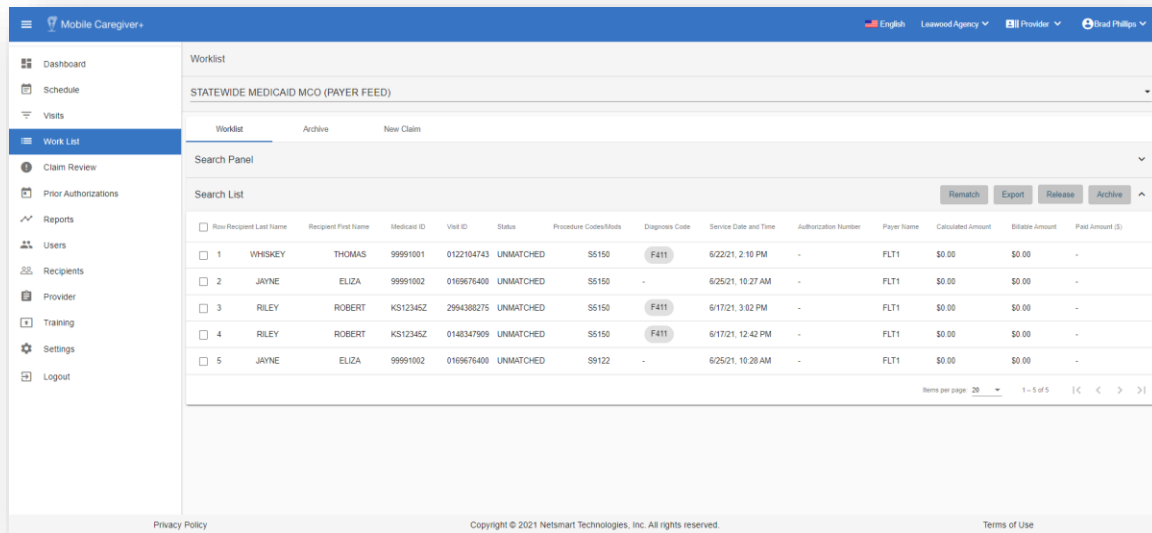 Mobile Caregiver+ English Leawood Agency Provider Brad Phillips
Dashboard
Schedule
Visits
Work List
Claim Review
Prior Authorizations
Reports
Users
Recipients
Provider
Training
Settings
Logout
Worklist
STATEWIDE MEDICAID MCO (PAYER FEED)
Worklist Archive New Claim
Search Panel
Search List Rematch Export Release Archive
Row Recipient Last Name Recipient First Name Medicaid ID Visit ID Status Procedure Codes/Mods Diagnosis Code Service Date and Time Authorization Number Payer Name Calculated Amount Billable Amount Paid Amount ($)
1 WHISKEY THOMAS 99991001 0122104743 UNMATCHED S5150 F411 6/22/21, 2:10 PM - FLT1 $0.00 $0.00 -
2 JAYNE ELIZA 99991002 0169676400 UNMATCHED S5150 - 6/25/21, 10:27 AM - FLT1 $0.00 $0.00 -
3 RILEY ROBERT KS12345Z 2994388275 UNMATCHED S5150 F411 6/17/21, 3:02 PM - FLT1 $0.00 $0.00 -
4 RILEY ROBERT KS12345Z 0148347909 UNMATCHED S5150 F411 6/17/21, 12:42 PM - FLT1 $0.00 $0.00 -
5 JAYNE ELIZA 99991002 0169676400 UNMATCHED S9122 - 6/25/21, 10:28 AM - FLT1 $0.00 $0.00 -
Items per page: 20 1 – 5 of 5
Privacy Policy Copyright © 2021 Netsmart Technologies, Inc. All rights reserved. Terms of Use